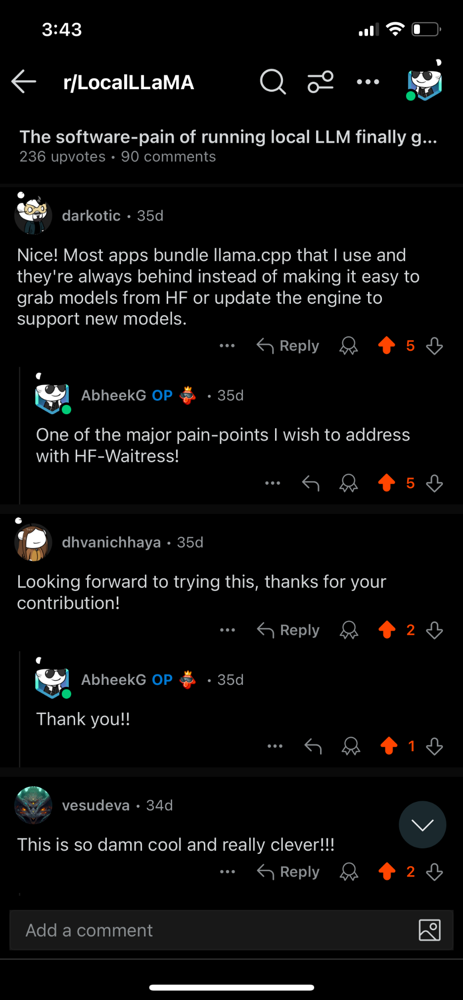 3:43
r/LocalLLaMA
The software-pain of running local LLM finally g...
236 upvotes • 90 comments
darkotic • 35d
Nice! Most apps bundle llama.cpp that I use and
they're always behind instead of making it easy to
grab models from HF or update the engine to
support new models.
Reply 5
AbheekG OP • 35d
One of the major pain-points I wish to address
with HF-Waitress!
5
dhvanichhaya • 35d
Looking forward to trying this, thanks for your
contribution!
Reply 2
AbheekG OP • 35d
Thank you!!
1
vesudeva • 34d
This is so damn cool and really clever!!!
Reply 2
Add a comment